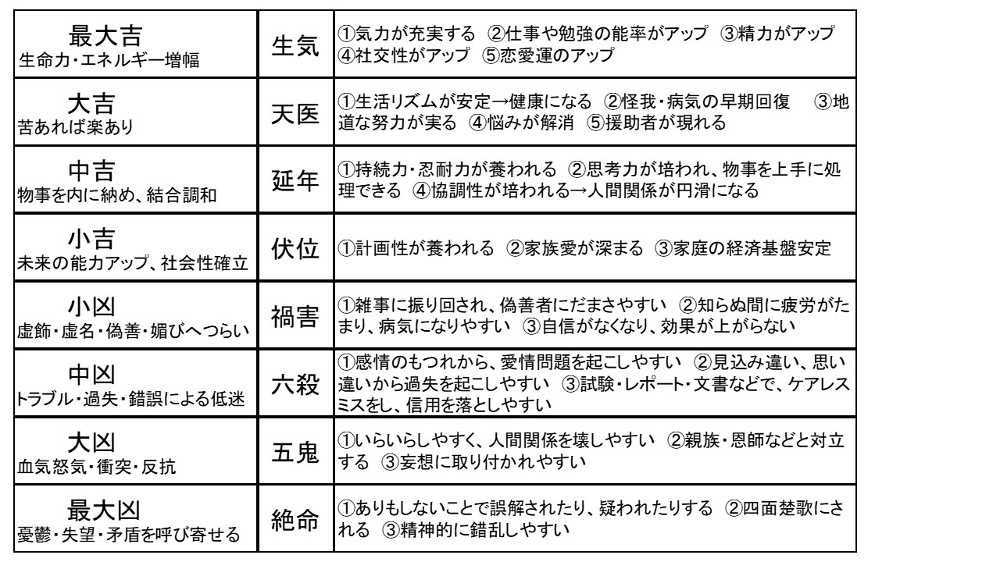 最大吉
生命力・エネルギー増幅
生気
①気力が充実する　②仕事や勉強の能率がアップ　③精力がアップ
④社交性がアップ　⑤恋愛運のアップ
大吉
苦あれば楽あり
天医
①生活リズムが安定→健康になる　②怪我・病気の早期回復　　③地
道な努力が実る　④悩みが解消　⑤援助者が現れる
中吉
物事を内に納め、結合調和
延年
①持続力・忍耐力が養われる　②思考力が培われ、物事を上手に処
理できる　④協調性が培われる→人間関係が円滑になる
小吉
未来の能力アップ、社会性確立
伏位
①計画性が養われる　②家族愛が深まる　③家庭の経済基盤安定
小凶
虚飾・虚名・偽善・媚びへつらい
禍害
①雑事に振り回され、偽善者にだまさやすい　②知らぬ間に疲労がた
まり、病気になりやすい　③自信がなくなり、効果が上がらない
中凶
トラブル・過失・錯誤による低迷
六殺
①感情のもつれから、愛情問題を起こしやすい　②見込み違い、思い
違いから過失を起こしやすい　③試験・レポート・文書などで、ケアレス
ミスをし、信用を落としやすい
大凶
血気怒気・衝突・反抗
五鬼
①いらいらしやすく、人間関係を壊しやすい　②親族・恩師などと対立
する　③妄想に取り付かれやすい
最大凶
憂鬱・失望・矛盾を呼び寄せる
絶命
①ありもしないことで誤解されたり、疑われたりする　②四面楚歌にさ
れる　③精神的に錯乱しやすい